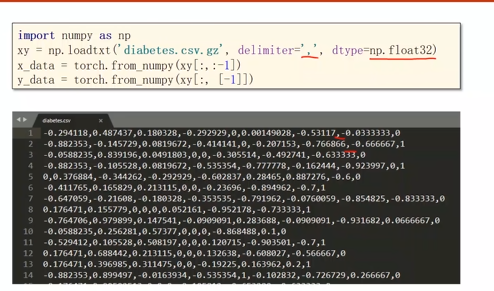 import numpy as np
xy = np.loadtxt('diabetes.csv.gz', delimiter=',', dtype=np.float32)
x_data = torch.from_numpy(xy[:,:-1])
y_data = torch.from_numpy(xy[:, [-1]])
diabetes.csv
1 -0.294118,0.487437,0.180328,-0.292929,0,0.00149028,-0.53117,-0.0333333,0
2 -0.882353,-0.145729,0.0819672,-0.414141,0,-0.207153,-0.766866,-0.666667,1
3 -0.0588235,0.839196,0.0491803,0,0,-0.305514,-0.492741,-0.633333,0
4 -0.882353,-0.105528,0.0819672,-0.535354,-0.777778,-0.162444,-0.923997,0,1
5 0,0.376884,-0.344262,-0.292929,-0.602837,0.28465,0.887276,-0.6,0
6 -0.411765,0.165829,0.213115,0,0,-0.23696,-0.894962,-0.7,1
7 -0.647059,-0.21608,-0.180328,-0.353535,-0.791962,-0.0760059,-0.854825,-0.833333,0
8 0.176471,0.155779,0,0,0,0.052161,-0.952178,-0.733333,1
9 -0.764706,0.979899,0.147541,-0.0909091,0.283688,-0.0909091,-0.931682,0.0666667,0
10 -0.0588235,0.256281,0.57377,0,0,0,-0.868488,0.1,0
11 -0.529412,0.105528,0.508197,0,0,0.120715,-0.903501,-0.7,1
12 0.176471,0.688442,0.213115,0,0,0.132638,-0.608027,-0.566667,0
13 0.176471,0.396985,0.311475,0,0,-0.19225,0.163962,0.2,1
14 -0.882353,0.899497,-0.0163934,-0.535354,1,-0.102832,-0.726729,0.266667,0